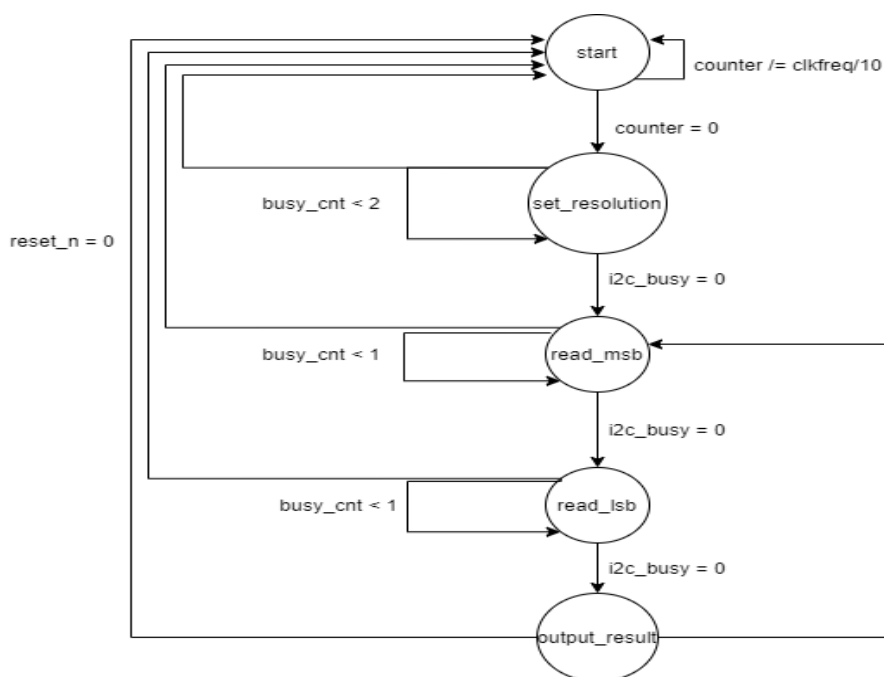 start
counter /= clkfreq/10
counter = 0
busy_cnt < 2
set_resolution
reset_n = 0
i2c_busy = 0
busy_cnt < 1
read_msb
i2c_busy = 0
busy_cnt < 1
read_lsb
i2c_busy = 0
output_result